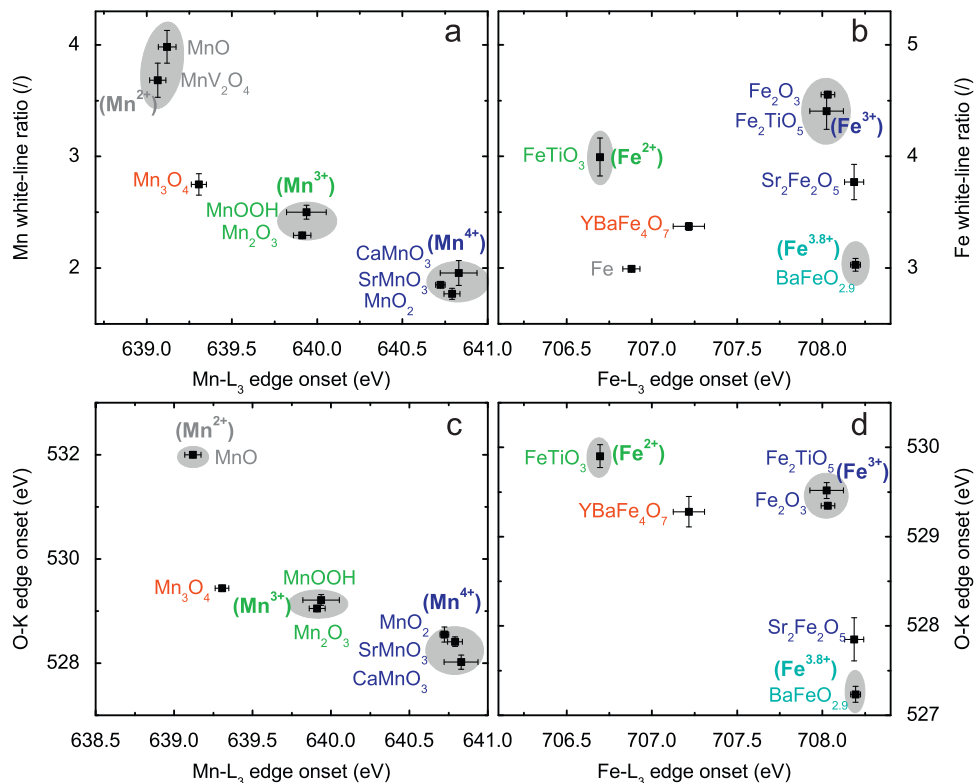 a
4
3
2
Mn white-line ratio (/)
MnO
MnV2O4
(Mn2+)
Mn3O4
(Mn3+)
MnOOH
Mn2O3
(Mn4+)
CaMnO3
SrMnO3
MnO2
639.0
639.5
640.0
640.5
641.0
Mn-L3 edge onset (eV)
b
5
4
3
Fe white-line ratio (/)
Fe2O3
Fe2TiO5
(Fe3+)
FeTiO3
(Fe2+)
Sr2Fe2O5
YBaFe4O7
(Fe3.8+)
Fe
BaFeO2.9
706.5
707.0
707.5
708.0
Fe-L3 edge onset (eV)
c
532
530
528
O-K edge onset (eV)
(Mn2+)
MnO
Mn3O4
MnOOH
(Mn3+)
Mn2O3
(Mn4+)
MnO2
SrMnO3
CaMnO3
638.5
639.0
639.5
640.0
640.5
641.0
Mn-L3 edge onset (eV)
d
530
529
528
527
O-K edge onset (eV)
FeTiO3
(Fe2+)
Fe2TiO5
(Fe3+)
Fe2O3
YBaFe4O7
Sr2Fe2O5
(Fe3.8+)
BaFeO2.9
706.5
707.0
707.5
708.0
Fe-L3 edge onset (eV)